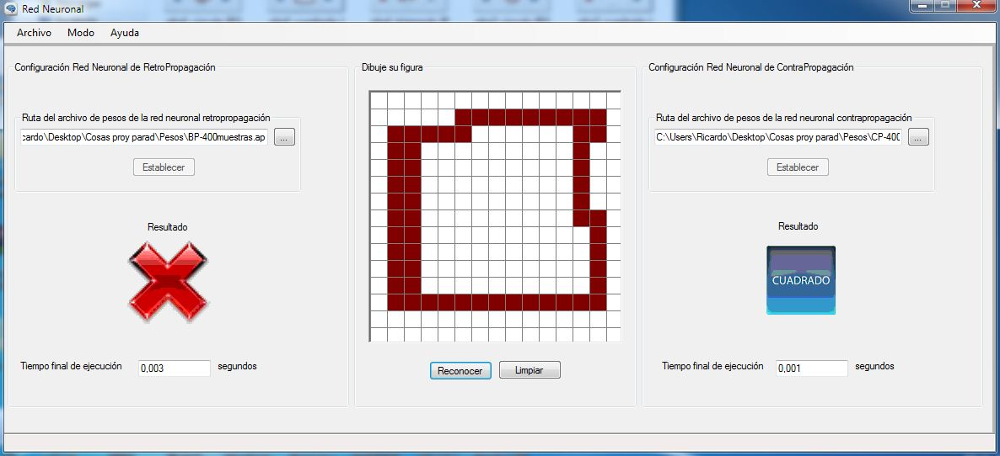 Red Neuronal
Archivo Modo Ayuda
Configuración Red Neuronal de RetroPropagación
Ruta del archivo de pesos de la red neuronal retropropagación
cardo\Desktop\Cosas proy parad\Pesos\BP-400muestras.ap
...
Establecer
Resultado
Tiempo final de ejecución 0,003 segundos
Dibuje su figura
Reconocer Limpiar
Configuración Red Neuronal de ContraPropagación
Ruta del archivo de pesos de la red neuronal contrapropagación
C:\Users\Ricardo\Desktop\Cosas proy parad\Pesos\CP-400
...
Establecer
Resultado
CUADRADO
Tiempo final de ejecución 0,001 segundos